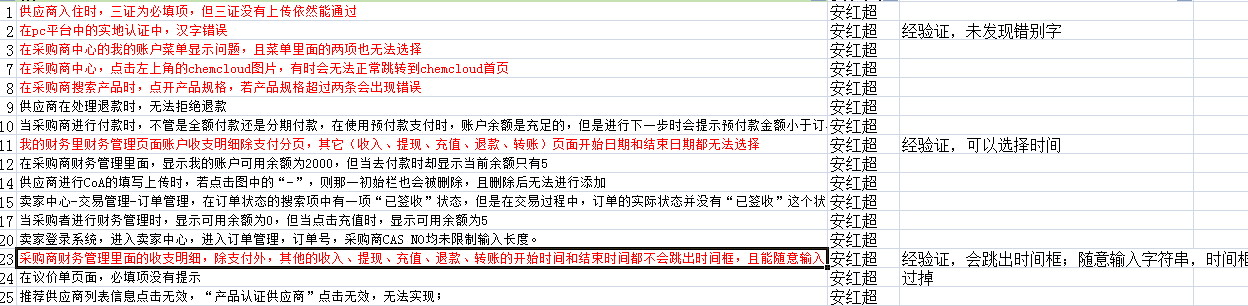 1 供应商入住时，三证为必填项，但三证没有上传依然能通过 安红超
2 在pc平台中的实地认证中，汉字错误 安红超 经验证，未发现错别字
3 在采购商中心的我的账户菜单显示问题，且菜单里面的两项也无法选择 安红超
7 在采购商中心，点击左上角的chemcloud图片，有时会无法正常跳转到chemcloud首页 安红超
8 在采购商搜索产品时，点开产品规格，若产品规格超过两条会出现错误 安红超
9 供应商在处理退款时，无法拒绝退款 安红超
10 当采购商进行付款时，不管是全额付款还是分期付款，在使用预付款支付时，账户余额是充足的，但是进行下一步时会提示预付款金额小于订 安红超
11 我的财务里财务管理页面账户收支明细除支付分页，其它（收入、提现、充值、退款、转账）页面开始日期和结束日期都无法选择 安红超 经验证，可以选择时间
12 在采购商财务管理里面，显示我的账户可用余额为2000，但当去付款时却显示当前余额只有5 安红超
14 供应商进行CoA的填写上传时，若点击图中的“-”，则那一初始栏也会被删除，且删除后无法进行添加 安红超
15 卖家中心-交易管理-订单管理，在订单状态的搜索项中有一项“已签收”状态，但是在交易过程中，订单的实际状态并没有“已签收”这个状 安红超
17 当采购者进行财务管理时，显示可用余额为0，但当点击充值时，显示可用余额为5 安红超
20 卖家登录系统，进入卖家中心，进入订单管理，订单号，采购商CAS NO均未限制输入长度。 安红超
23 采购商财务管理里面的收支明细，除支付外，其他的收入、提现、充值、退款、转账的开始时间和结束时间都不会跳出时间框，且能随意输入 安红超 经验证，会跳出时间框；随意输入字符串，时间框
24 在议价单页面，必填项没有提示 安红超 过掉
25 推荐供应商列表信息点击无效，“产品认证供应商”点击无效，无法实现； 安红超